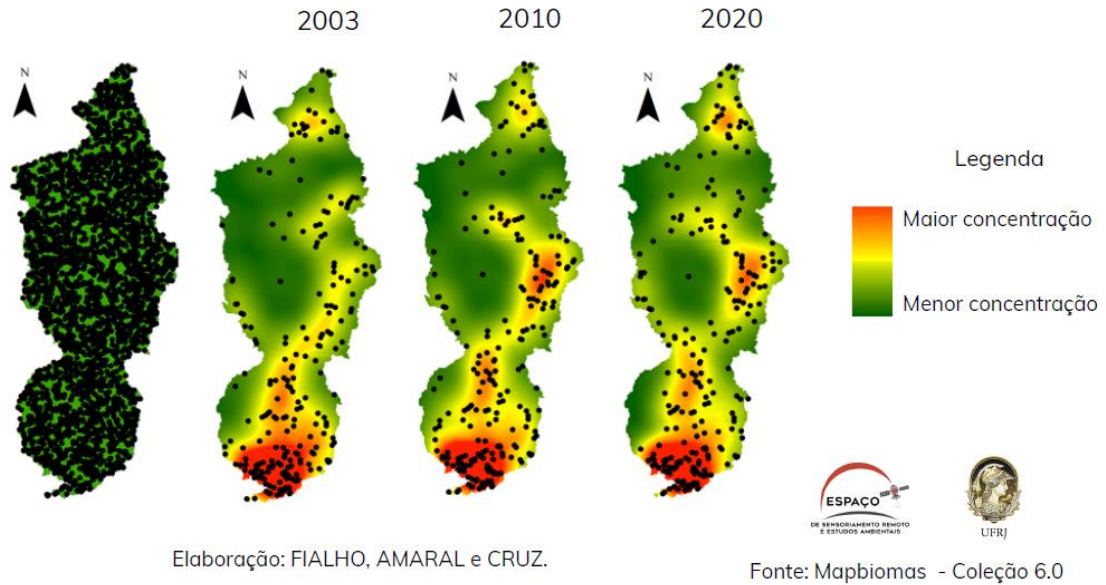 2003
2010
2020
N
N
N
N
Legenda
Maior concentração
Menor concentração
ESPAÇO
DE SENSORIAMENTO REMOTO
E ESTUDOS AMBIENTAIS
UFRJ
Elaboração: FIALHO, AMARAL e CRUZ.
Fonte: Mapbiomas - Coleção 6.0